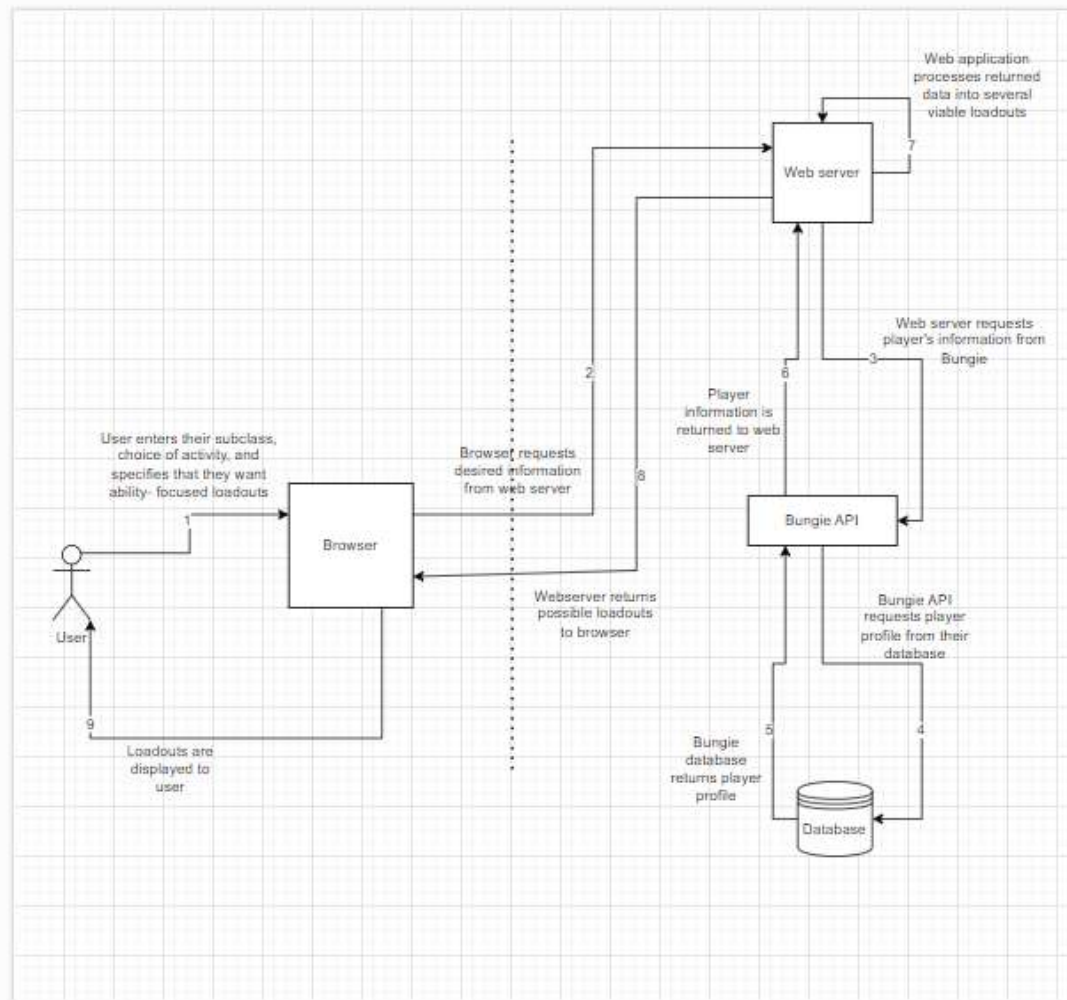 Web application
processes returned
data into several
viable loadouts
7
Web server
2
8
Web server requests
player's information from
Bungie
3
6
Player
information is
returned to web
server
User enters their subclass,
choice of activity, and
specifies that they want
ability- focused loadouts
1
Browser requests
desired information
from web server
Browser
Bungie API
User
Webserver returns
possible loadouts
to browser
Bungie API
requests player
profile from their
database
9
Loadouts are
displayed to
user
5
4
Bungie
database
returns player
profile
Database